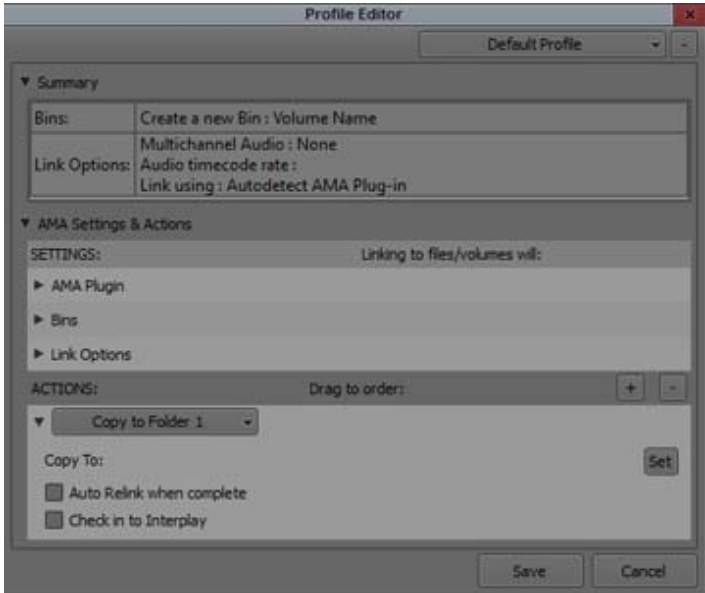 Profile Editor
Default Profile
Summary
Bins: Create a new Bin : Volume Name
Multichannel Audio : None
Link Options: Audio timecode rate :
Link using : Autodetect AMA Plug-in
AMA Settings & Actions
SETTINGS: Linking to files/volumes will:
AMA Plugin
Bins
Link Options
ACTIONS: Drag to order: + -
Copy to Folder 1
Copy To: Set
Auto Relink when complete
Check in to Interplay
Save Cancel